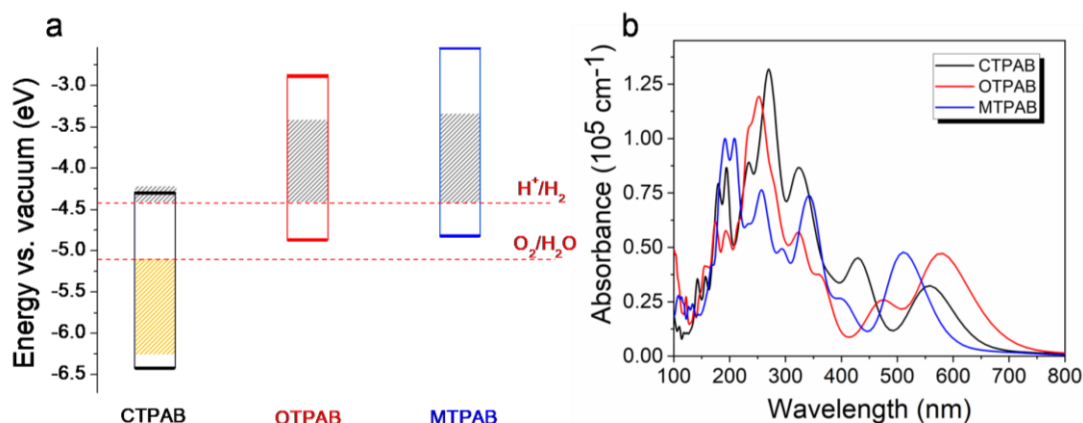 a
Energy vs. vacuum (eV)
-3.0
-3.5
-4.0
-4.5
-5.0
-5.5
-6.0
-6.5
H⁺/H₂
O₂/H₂O
CTPAB
OTPAB
MTPAB
b
Absorbance (10⁵ cm⁻¹)
1.25
1.00
0.75
0.50
0.25
0.00
CTPAB
OTPAB
MTPAB
100 200 300 400 500 600 700 800
Wavelength (nm)